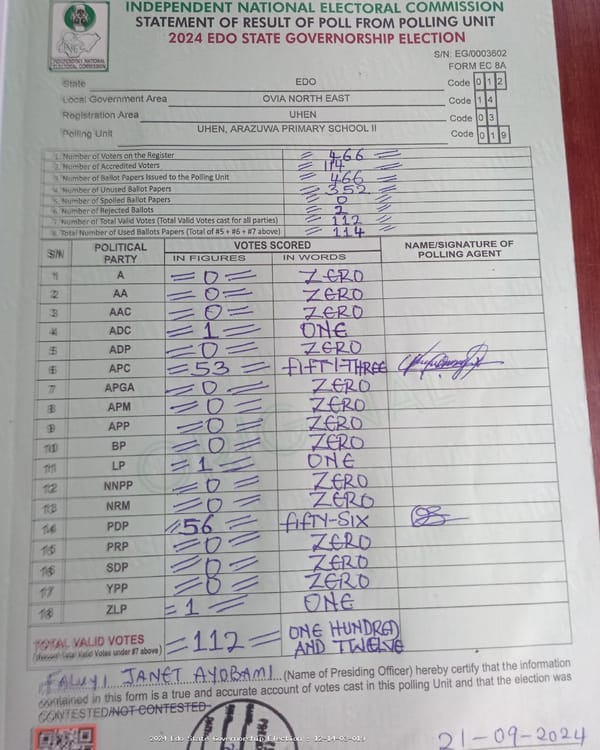 INDEPENDENT NATIONAL ELECTORAL COMMISSION
STATEMENT OF RESULT OF POLL FROM POLLING UNIT
2024 EDO STATE GOVERNORSHIP ELECTION
S/N: EG/0003602
FORM EC 8A
INEC
INDEPENDENT NATIONAL
ELECTORAL COMMISSION
State EDO Code 0 1 2
Local Government Area OVIA NORTH EAST Code 1 4
Registration Area UHEN Code 0 3
Polling Unit UHEN, ARAZUWA PRIMARY SCHOOL II Code 0 1 9
1. Number of Voters on the Register = 466 =
2. Number of Accredited Voters = 114 =
3. Number of Ballot Papers Issued to the Polling Unit = 466 =
4. Number of Unused Ballot Papers = 352 =
5. Number of Spoiled Ballot Papers = 0 =
6. Number of Rejected Ballots = 2 =
7. Number of Total Valid Votes (Total Valid Votes cast for all parties) = 112 =
8. Total Number of Used Ballots Papers (Total of #5 + #6 + #7 above) = 114 =
S/N POLITICAL PARTY VOTES SCORED NAME/SIGNATURE OF POLLING AGENT
IN FIGURES IN WORDS
1 A = 0 = ZERO
2 AA = 0 = ZERO
3 AAC = 0 = ZERO
4 ADC = 1 = ONE
5 ADP = 0 = ZERO
6 APC = 53 = FIFTY-THREE
7 APGA = 0 = ZERO
8 APM = 0 = ZERO
9 APP = 0 = ZERO
10 BP = 0 = ZERO
11 LP = 1 = ONE
12 NNPP = 0 = ZERO
13 NRM = 0 = ZERO
14 PDP = 56 = FIFTY-SIX
15 PRP = 0 = ZERO
16 SDP = 0 = ZERO
17 YPP = 0 = ZERO
18 ZLP = 1 = ONE
TOTAL VALID VOTES = 112 = ONE HUNDRED
Valid Votes under #7 above) AND TWELVE
FALUYI JANET AYOBAMI (Name of Presiding Officer) hereby certify that the information
contained in this form is a true and accurate account of votes cast in this polling Unit and that the election was
CONTESTED/NOT CONTESTED
2024 Edo State Governorship Election - 12-14-03-019
21-09-2024